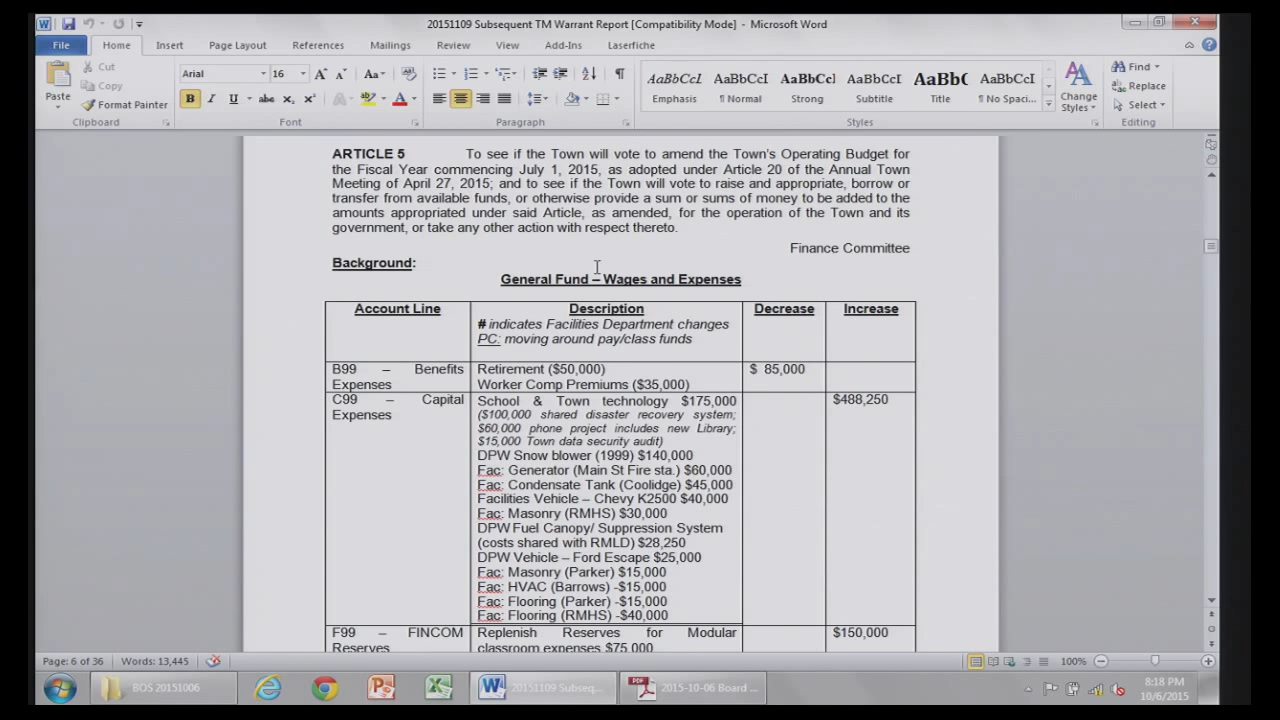 20151109 Subsequent TM Warrant Report [Compatibility Mode] - Microsoft Word
File Home Insert Page Layout References Mailings Review View Add-Ins Laserfiche
Paste
Cut
Copy
Format Painter
Arial 16
AaBbCcI AaBbCcI AaBbCcI AaBbCcI AaBbC AaBbCcI
Emphasis ¶ Normal Strong Subtitle Title ¶ No Spaci...
Change Styles
Find
Replace
Select
Clipboard Font Paragraph Styles Editing
ARTICLE 5 To see if the Town will vote to amend the Town's Operating Budget for
the Fiscal Year commencing July 1, 2015, as adopted under Article 20 of the Annual Town
Meeting of April 27, 2015; and to see if the Town will vote to raise and appropriate, borrow or
transfer from available funds, or otherwise provide a sum or sums of money to be added to the
amounts appropriated under said Article, as amended, for the operation of the Town and its
government, or take any other action with respect thereto.
Finance Committee
Background:
General Fund – Wages and Expenses
Account Line Description Decrease Increase
# indicates Facilities Department changes
PC: moving around pay/class funds
B99 – Benefits Expenses
Retirement ($50,000)
Worker Comp Premiums ($35,000)
$ 85,000
C99 – Capital Expenses
School & Town technology $175,000
($100,000 shared disaster recovery system;
$60,000 phone project includes new Library;
$15,000 Town data security audit)
DPW Snow blower (1999) $140,000
Fac: Generator (Main St Fire sta.) $60,000
Fac: Condensate Tank (Coolidge) $45,000
Facilities Vehicle – Chevy K2500 $40,000
Fac: Masonry (RMHS) $30,000
DPW Fuel Canopy/ Suppression System
(costs shared with RMLD) $28,250
DPW Vehicle – Ford Escape $25,000
Fac: Masonry (Parker) $15,000
Fac: HVAC (Barrows) -$15,000
Fac: Flooring (Parker) -$15,000
Fac: Flooring (RMHS) -$40,000
$488,250
F99 – FINCOM Reserves
Replenish Reserves for Modular
classroom expenses $75,000
$150,000
Page: 6 of 36 Words: 13,445 100%
BOS 20151006
20151109 Subseq...
2015-10-06 Board ...
8:18 PM
10/6/2015